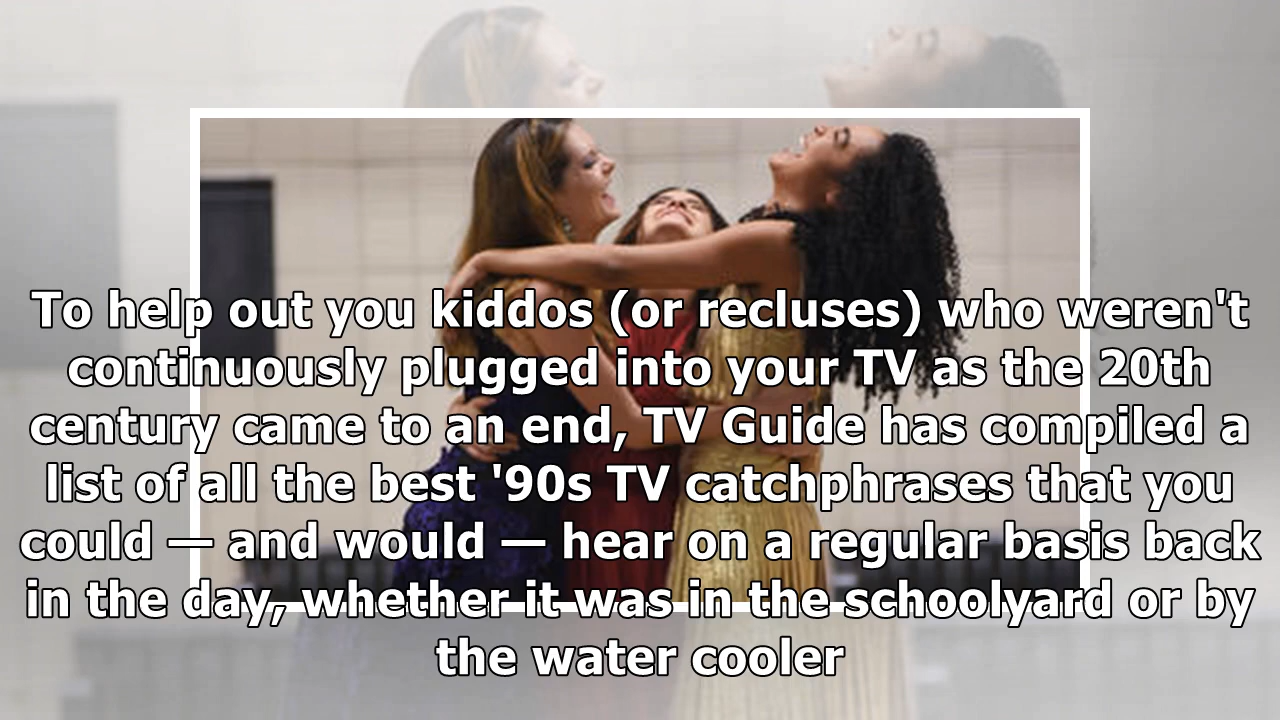 To help out you kiddos (or recluses) who weren't
continuously plugged into your TV as the 20th
century came to an end, TV Guide has compiled a
list of all the best '90s TV catchphrases that you
could — and would — hear on a regular basis back
in the day, whether it was in the schoolyard or by
the water cooler